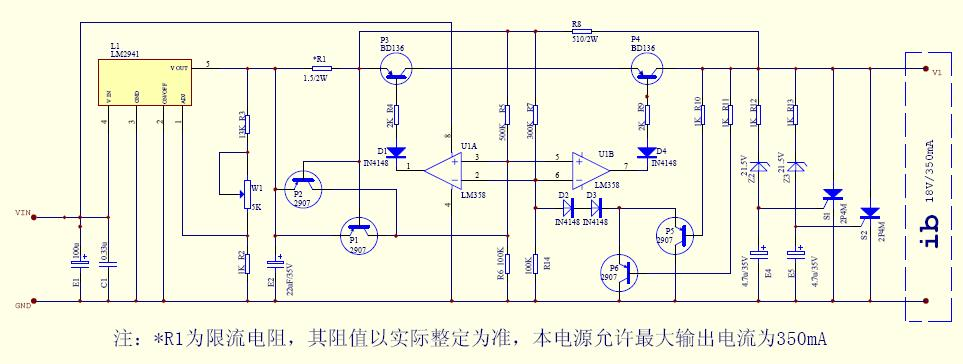 R8
510/2W
L1
LM2941
V OUT
5
*R1
1.5/2W
P3
BD136
P4
BD136
V IN
GND
ON/OFF
ADJ
4
3
2
1
13K R3
W1
5K
1K R2
P2
2907
P1
2907
E2
22uF/35V
2K R4
D1
IN4148
1
8
U1A
3
2
LM358
4
500K R5
300K R7
5
6
U1B
7
LM358
2K R9
D4
IN4148
D2
IN4148
D3
IN4148
R6 100K
100K R14
P5
2907
P6
2907
1K R10
1K R11
1K R12
1K R13
21.5V
Z2
21.5V
Z3
S1
2P4M
S2
2P4M
E4
4.7u/35V
E5
4.7u/35V
V1
ib 18V/350mA
VIN
100u
E1
0.33u
C1
GND
注：*R1为限流电阻，其阻值以实际整定为准，本电源允许最大输出电流为350mA